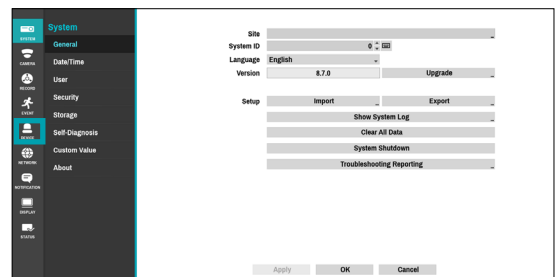 SYSTEM
CAMERA
RECORD
EVENT
DEVICE
NETWORK
NOTIFICATION
DISPLAY
STATUS
System
General
Date/Time
User
Security
Storage
Self-Diagnosis
Custom Value
About
Site
System ID 0
Language English
Version 8.7.0 Upgrade
Setup Import Export
Show System Log
Clear All Data
System Shutdown
Troubleshooting Reporting
Apply OK Cancel